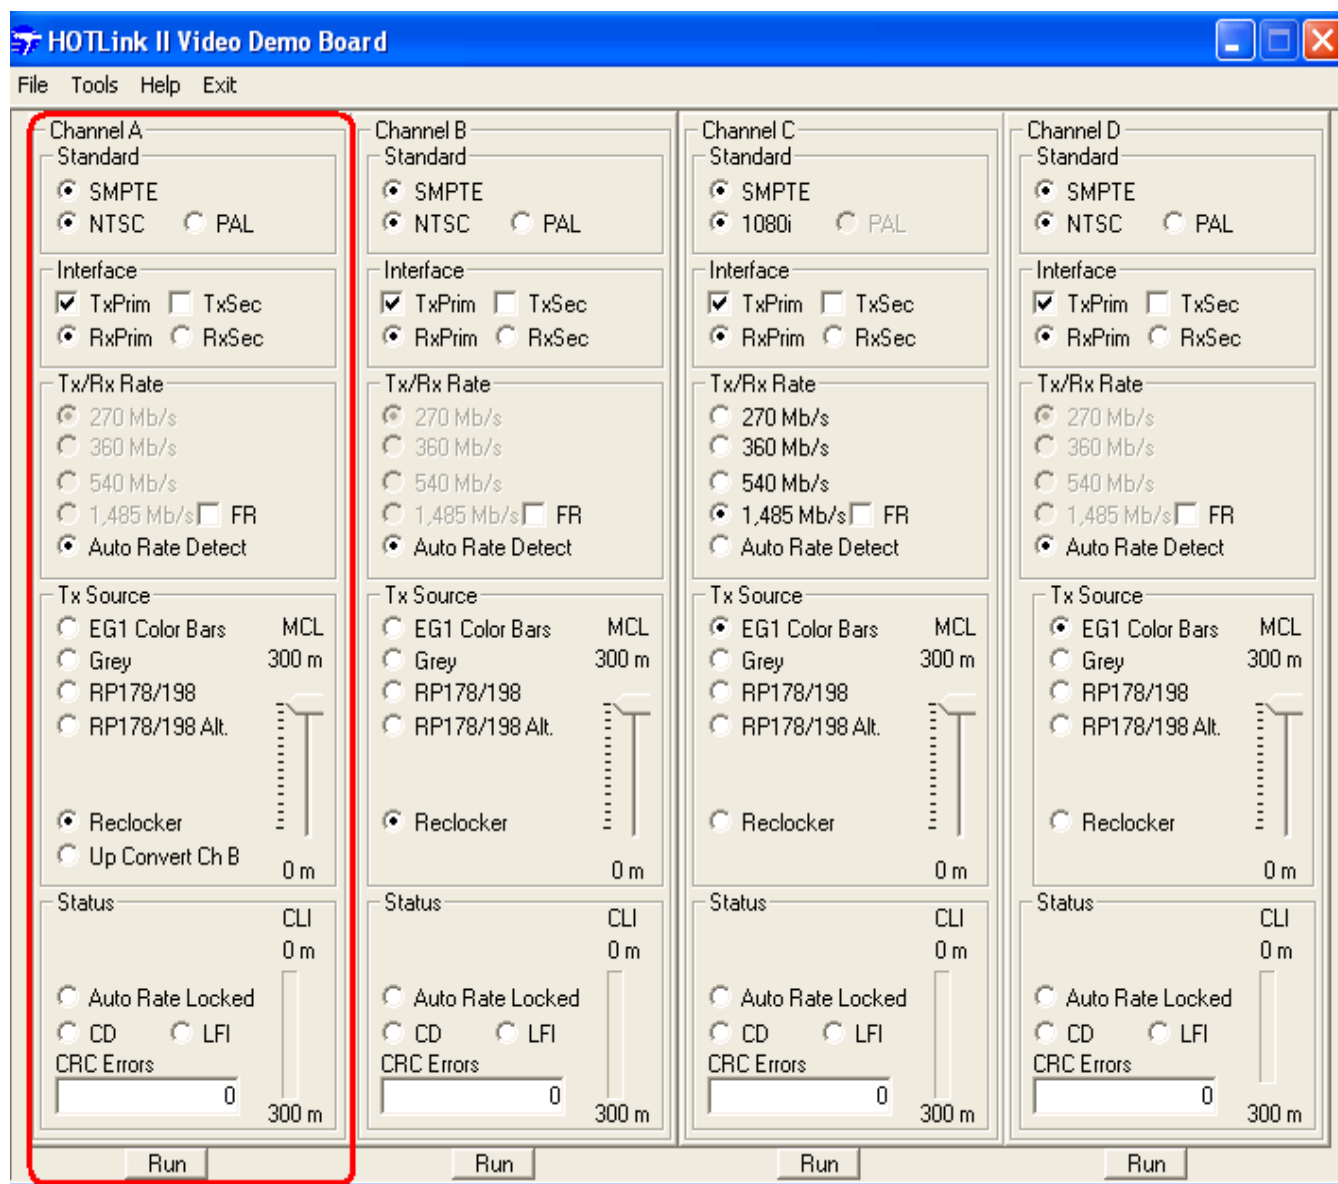 HOTLink II Video Demo Board
File Tools Help Exit
Channel A
Standard
SMPTE
NTSC PAL
Interface
TxPrim TxSec
RxPrim RxSec
Tx/Rx Rate
270 Mb/s
360 Mb/s
540 Mb/s
1,485 Mb/s FR
Auto Rate Detect
Tx Source
EG1 Color Bars MCL
Grey 300 m
RP178/198
RP178/198 Alt.
Reclocker
Up Convert Ch B
0 m
Status
CLI
0 m
Auto Rate Locked
CD LFI
CRC Errors
0
300 m
Run
Channel B
Standard
SMPTE
NTSC PAL
Interface
TxPrim TxSec
RxPrim RxSec
Tx/Rx Rate
270 Mb/s
360 Mb/s
540 Mb/s
1,485 Mb/s FR
Auto Rate Detect
Tx Source
EG1 Color Bars MCL
Grey 300 m
RP178/198
RP178/198 Alt.
Reclocker
0 m
Status
CLI
0 m
Auto Rate Locked
CD LFI
CRC Errors
0
300 m
Run
Channel C
Standard
SMPTE
1080i PAL
Interface
TxPrim TxSec
RxPrim RxSec
Tx/Rx Rate
270 Mb/s
360 Mb/s
540 Mb/s
1,485 Mb/s FR
Auto Rate Detect
Tx Source
EG1 Color Bars MCL
Grey 300 m
RP178/198
RP178/198 Alt.
Reclocker
0 m
Status
CLI
0 m
Auto Rate Locked
CD LFI
CRC Errors
0
300 m
Run
Channel D
Standard
SMPTE
NTSC PAL
Interface
TxPrim TxSec
RxPrim RxSec
Tx/Rx Rate
270 Mb/s
360 Mb/s
540 Mb/s
1,485 Mb/s FR
Auto Rate Detect
Tx Source
EG1 Color Bars MCL
Grey 300 m
RP178/198
RP178/198 Alt.
Reclocker
0 m
Status
CLI
0 m
Auto Rate Locked
CD LFI
CRC Errors
0
300 m
Run